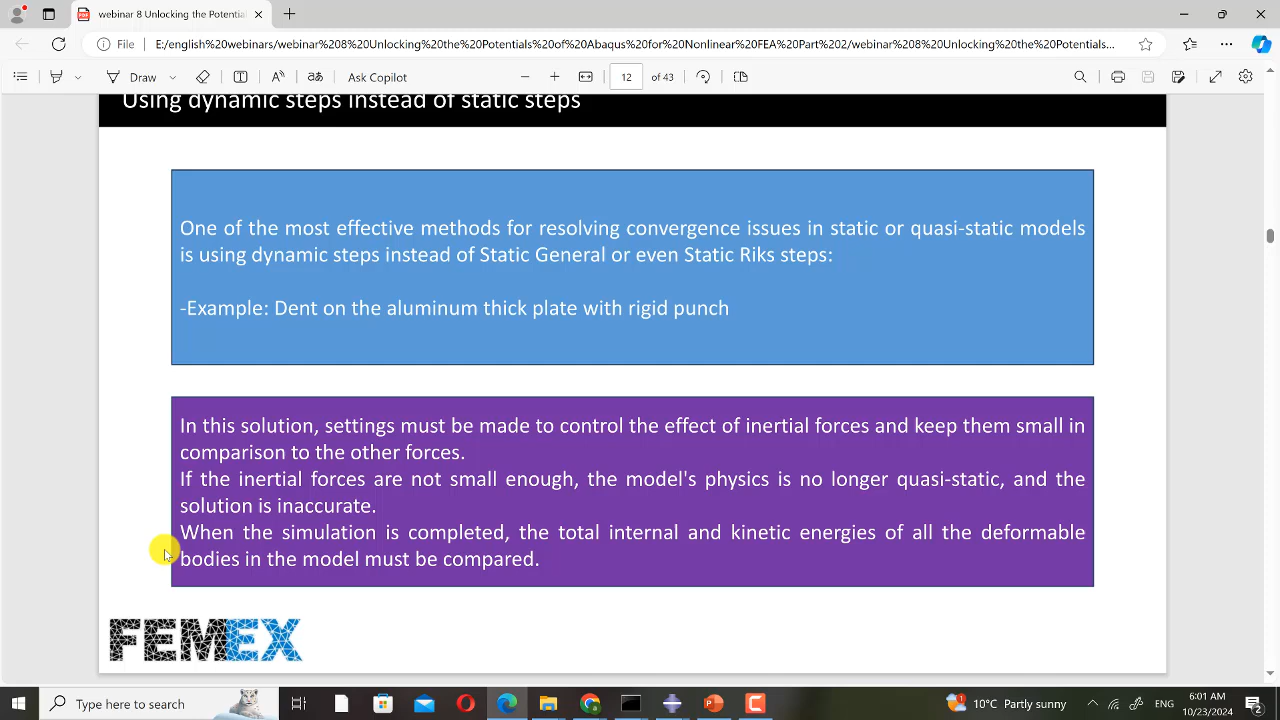 webinar 8 Unlocking the Potentia
File
E:/english%20webinars/webinar%208%20Unlocking%20the%20Potentials%20o%20Abaqus%20for%20Nonlinear%20FEA%20Part%202/webinar%208%20Unlocking%20the%20Potentials...
Draw
Ask Copilot
12
of 43
Using dynamic steps instead of static steps
One of the most effective methods for resolving convergence issues in static or quasi-static models
is using dynamic steps instead of Static General or even Static Riks steps:
-Example: Dent on the aluminum thick plate with rigid punch
In this solution, settings must be made to control the effect of inertial forces and keep them small in
comparison to the other forces.
If the inertial forces are not small enough, the model's physics is no longer quasi-static, and the
solution is inaccurate.
When the simulation is completed, the total internal and kinetic energies of all the deformable
bodies in the model must be compared.
FEMEX
Type here to search
1
10°C Partly sunny
ENG
6:01 AM
10/23/2024